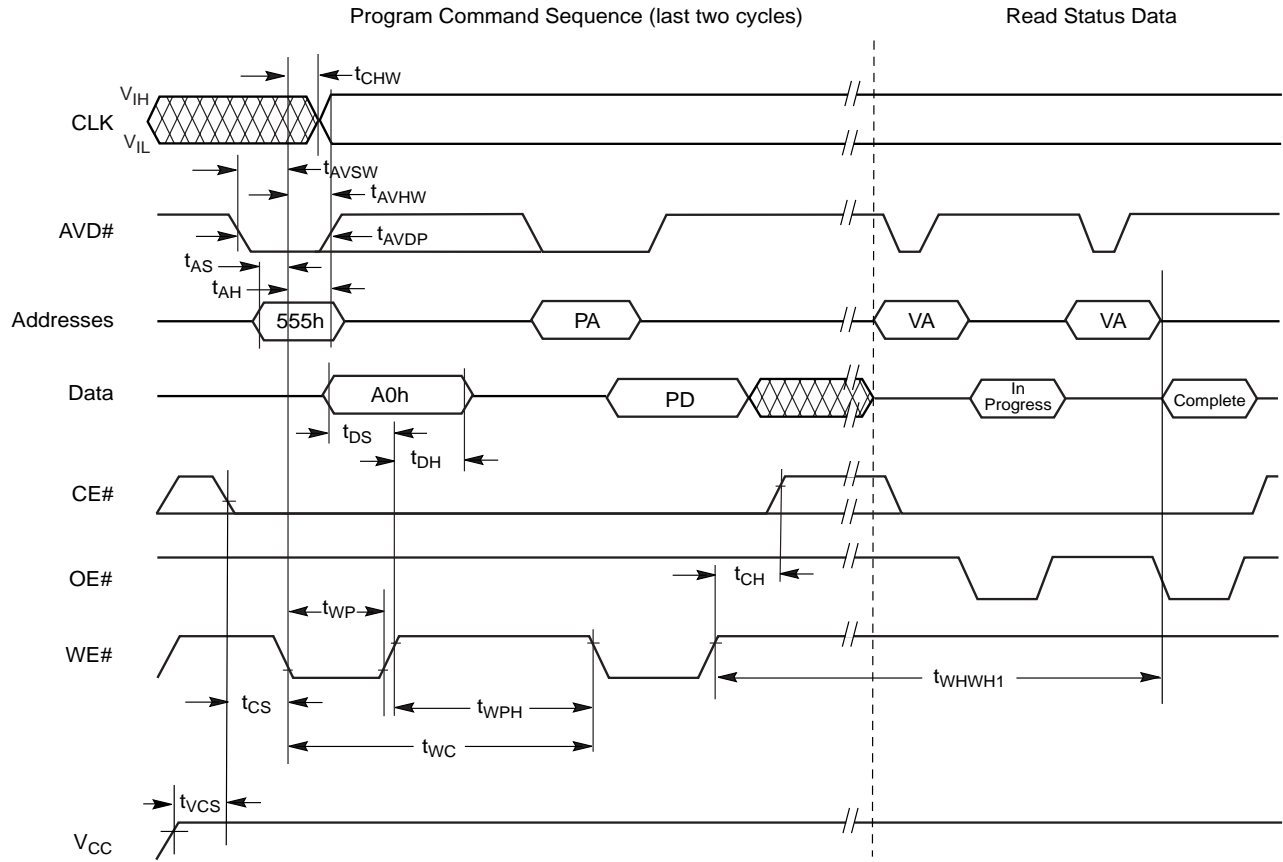 Program Command Sequence (last two cycles)
Read Status Data
tCHW
VIH
CLK
VIL
tAVSW
tAVHW
AVD#
tAVDP
tAS
tAH
Addresses
555h
PA
VA
VA
Data
A0h
PD
In
Progress
Complete
tDS
tDH
CE#
OE#
tCH
tWP
WE#
tWHWH1
tCS
tWPH
tWC
tVCS
VCC